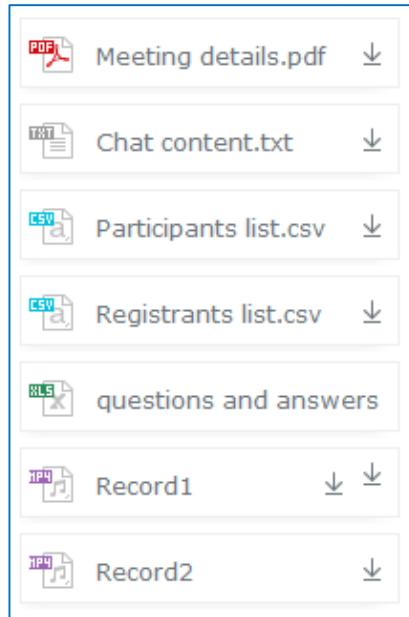 PDF Meeting details.pdf
TXT Chat content.txt
CSV a, Participants list.csv
CSV a, Registrants list.csv
XLS X questions and answers
MP4 Record1
MP4 Record2